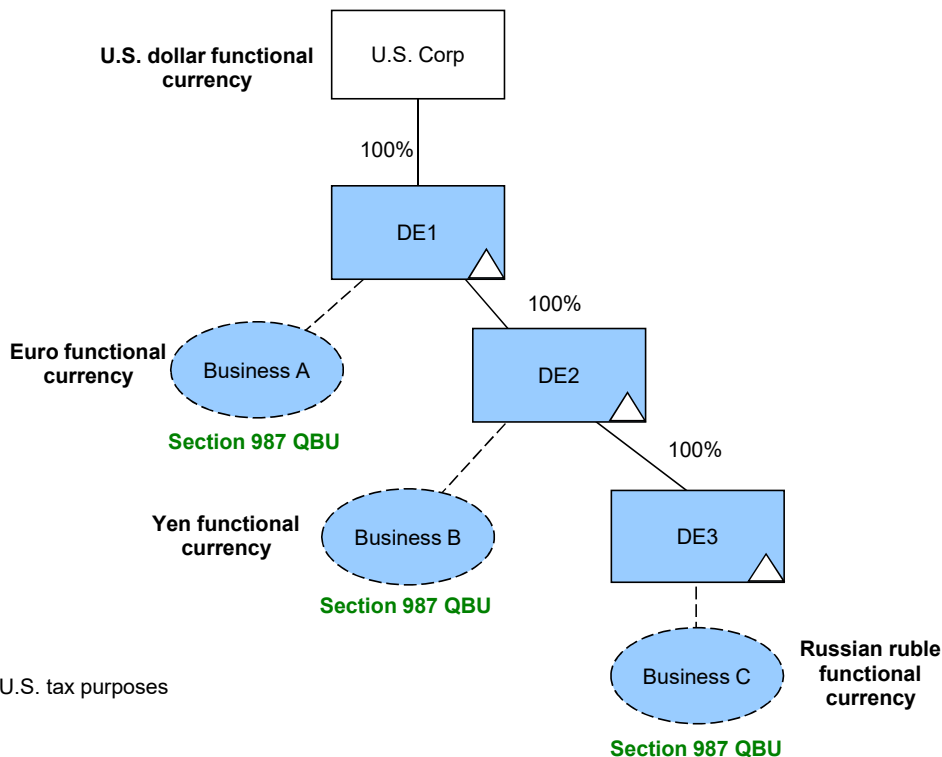 U.S. dollar functional
currency
U.S. Corp
100%
DE1
100%
Euro functional
currency
Business A
DE2
Section 987 QBU
100%
Yen functional
currency
Business B
DE3
Section 987 QBU
Russian ruble
functional
currency
Business C
U.S. tax purposes
Section 987 QBU